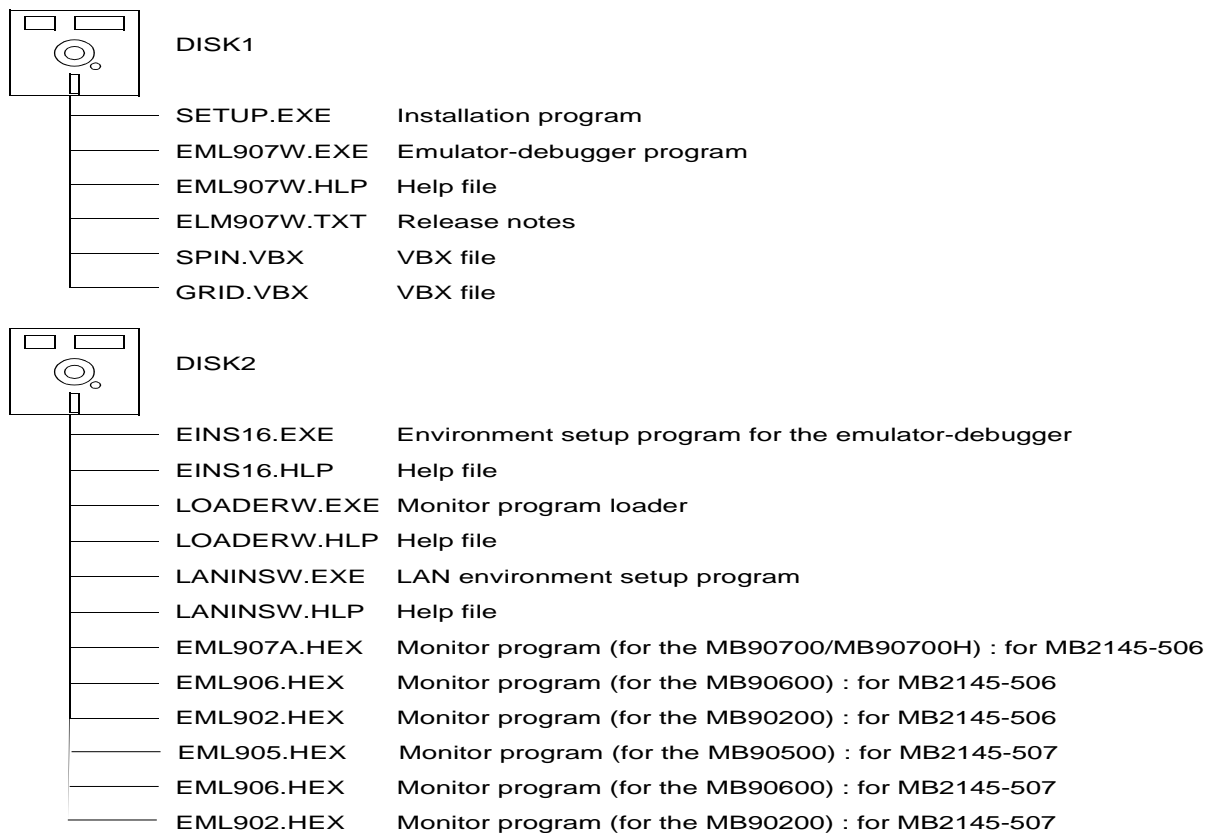 DISK1
SETUP.EXE Installation program
EML907W.EXE Emulator-debugger program
EML907W.HLP Help file
ELM907W.TXT Release notes
SPIN.VBX VBX file
GRID.VBX VBX file
DISK2
EINS16.EXE Environment setup program for the emulator-debugger
EINS16.HLP Help file
LOADERW.EXE Monitor program loader
LOADERW.HLP Help file
LANINSW.EXE LAN environment setup program
LANINSW.HLP Help file
EML907A.HEX Monitor program (for the MB90700/MB90700H) : for MB2145-506
EML906.HEX Monitor program (for the MB90600) : for MB2145-506
EML902.HEX Monitor program (for the MB90200) : for MB2145-506
EML905.HEX Monitor program (for the MB90500) : for MB2145-507
EML906.HEX Monitor program (for the MB90600) : for MB2145-507
EML902.HEX Monitor program (for the MB90200) : for MB2145-507